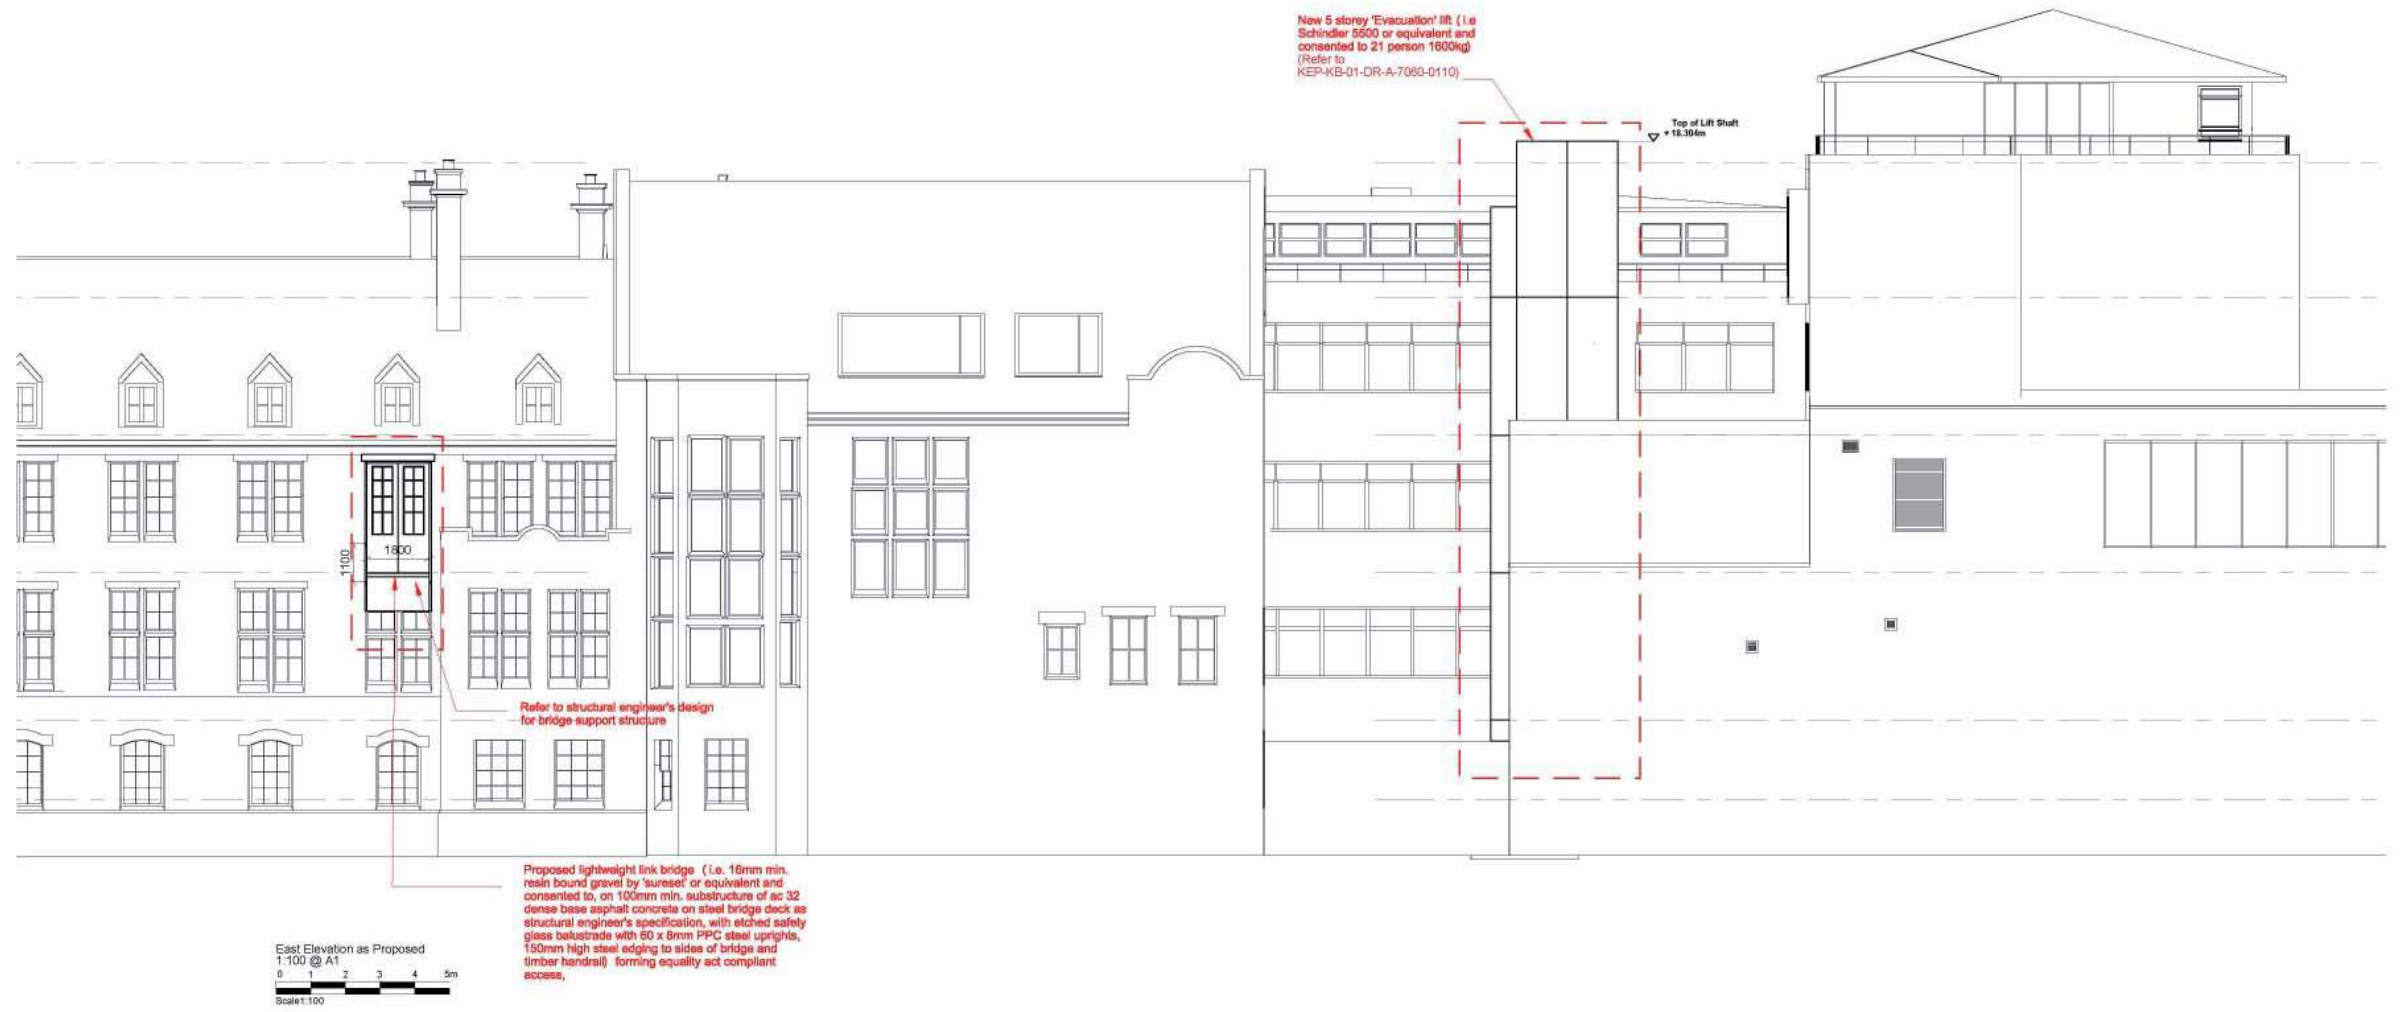 New 5 storey 'Evacuation' lift ( i.e
Schindler 5500 or equivalent and
consented to 21 person 1600kg)
(Refer to
KEP-KB-01-DR-A-7060-0110)
Top of Lift Shaft
+ 18.304m
1800
1100
Refer to structural engineer's design
for bridge support structure
Proposed lightweight link bridge ( i.e. 16mm min.
resin bound gravel by 'sureset' or equivalent and
consented to, on 100mm min. substructure of ac 32
dense base asphalt concrete on steel bridge deck as
structural engineer's specification, with etched safety
glass balustrade with 60 x 8mm PPC steel uprights,
150mm high steel edging to sides of bridge and
timber handrail) forming equality act compliant
access,
East Elevation as Proposed
1:100 @ A1
0 1 2 3 4 5m
Scale1:100